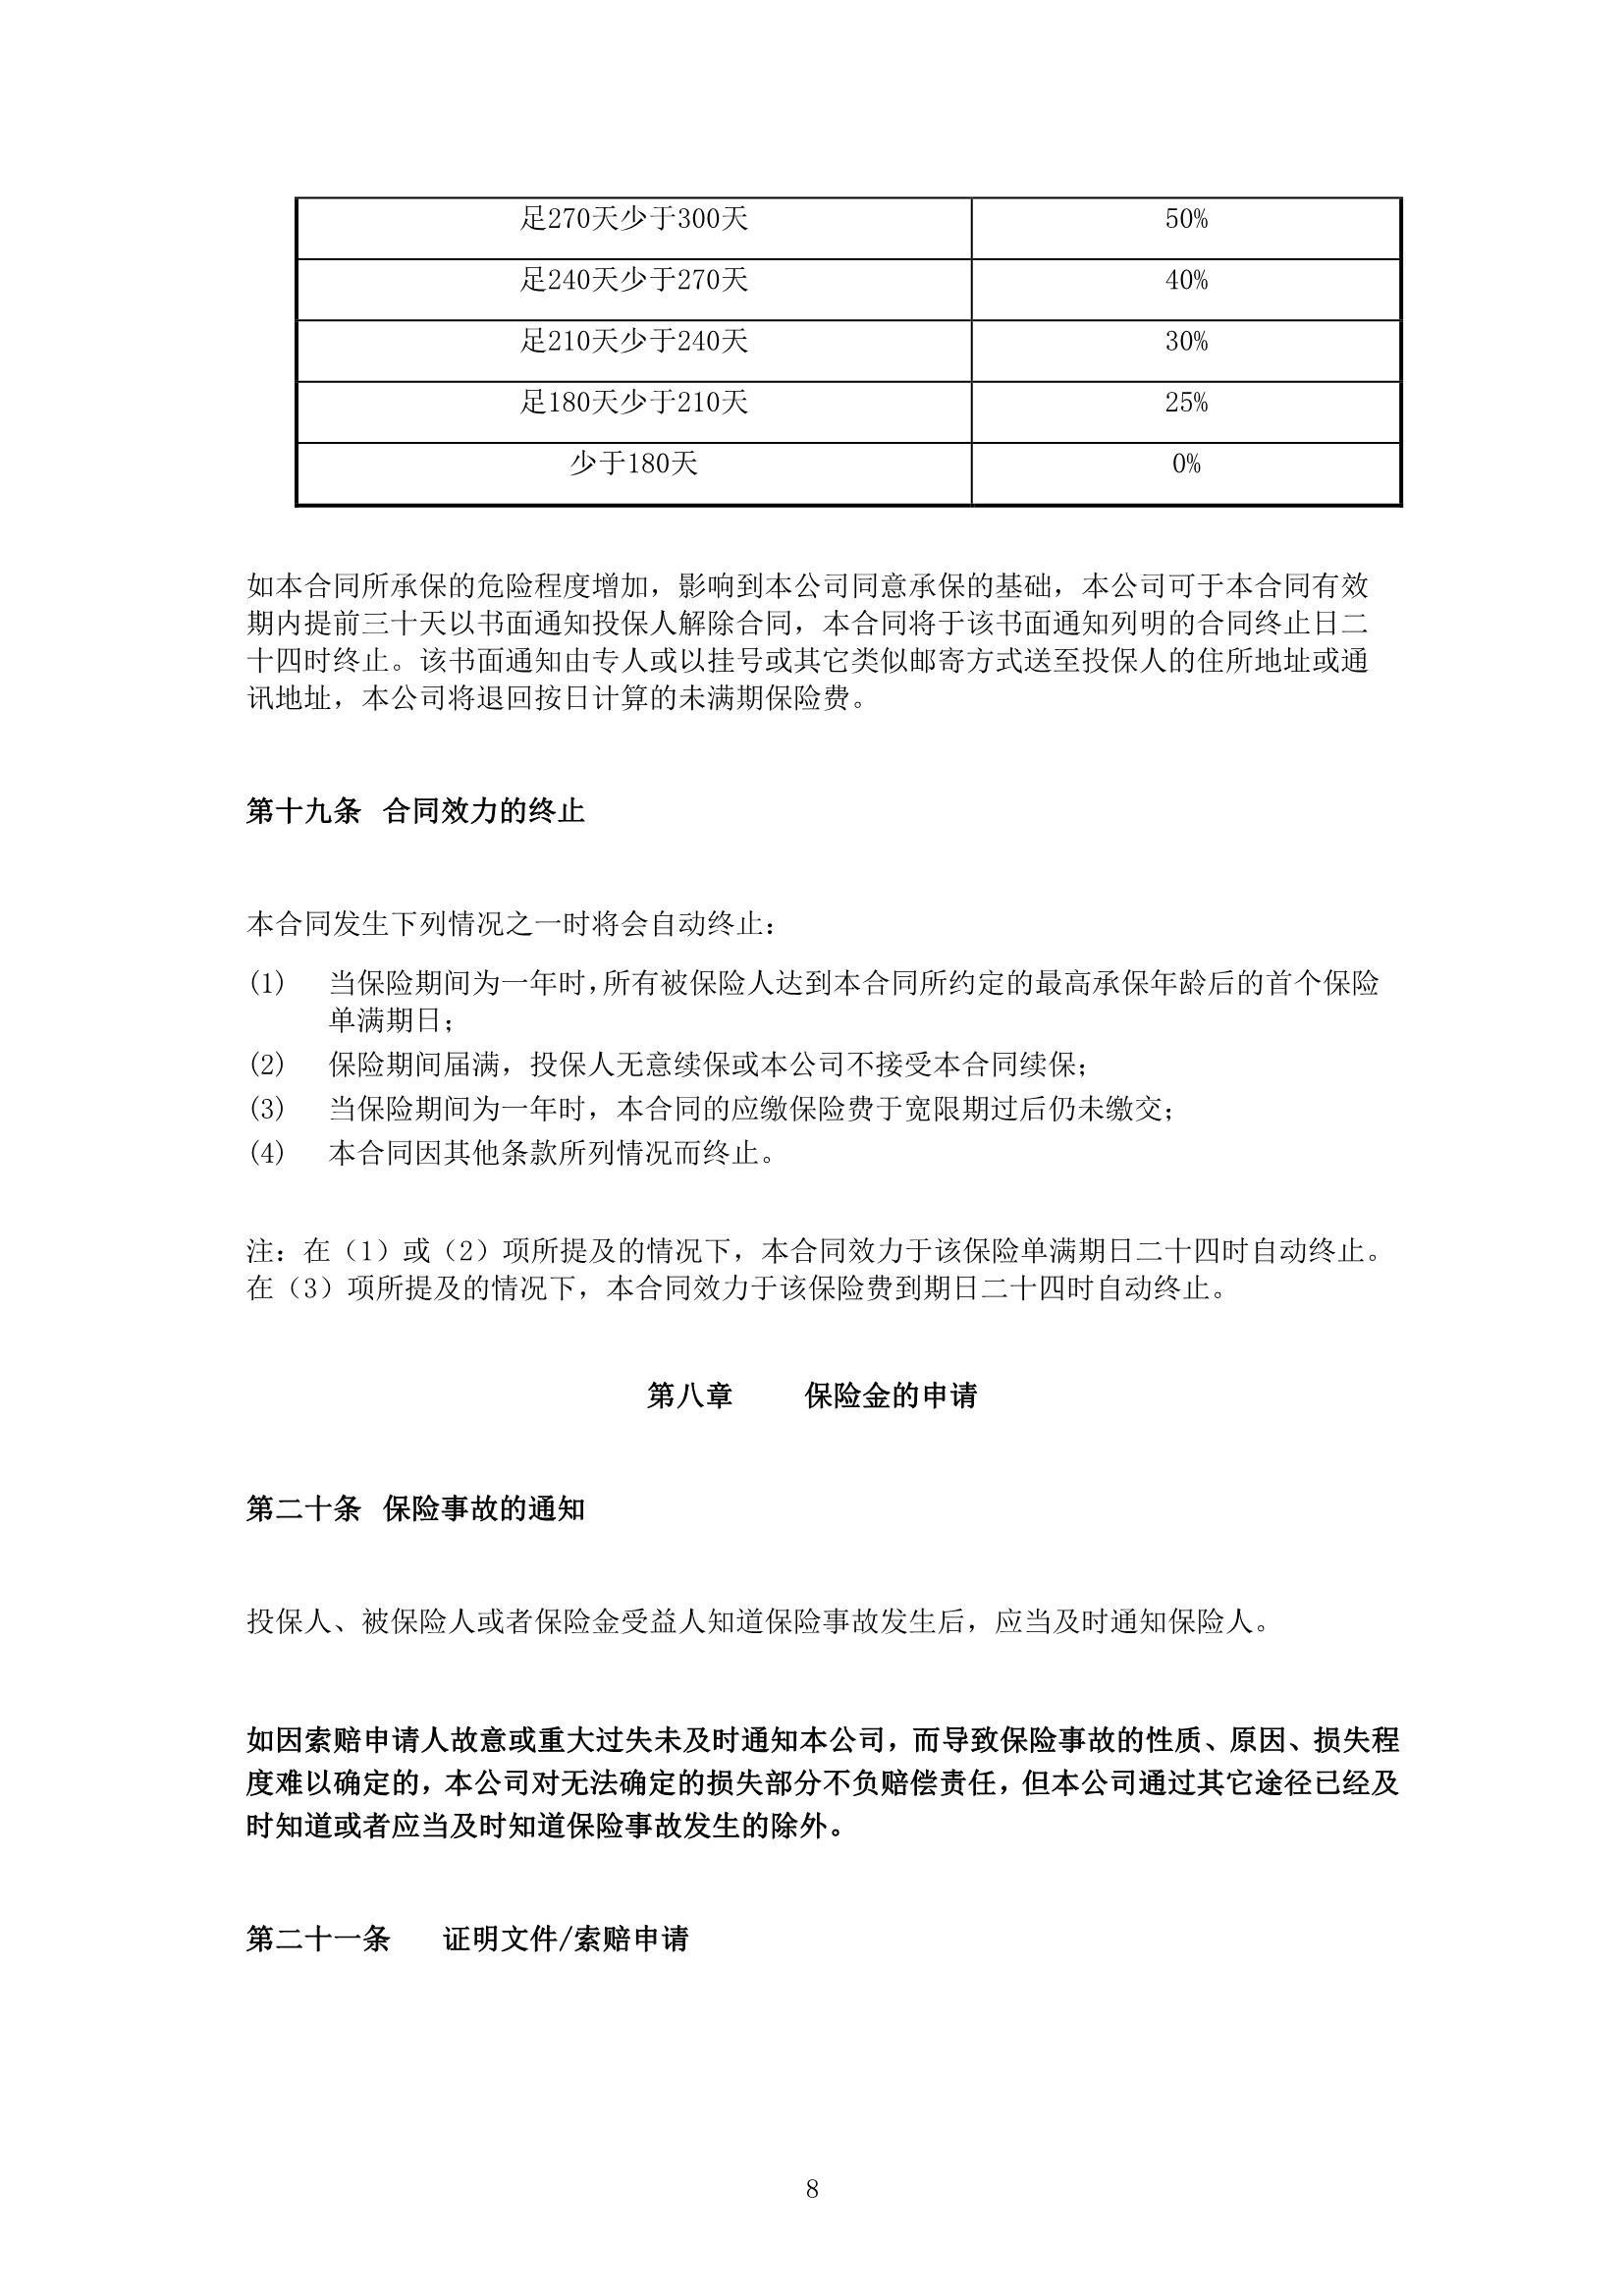 足270天少于300天 50%
足240天少于270天 40%
足210天少于240天 30%
足180天少于210天 25%
少于180天 0%
如本合同所承保的危险程度增加，影响到本公司同意承保的基础，本公司可于本合同有效
期内提前三十天以书面通知投保人解除合同，本合同将于该书面通知列明的合同终止日二
十四时终止。该书面通知由专人或以挂号或其它类似邮寄方式送至投保人的住所地址或通
讯地址，本公司将退回按日计算的未满期保险费。
第十九条 合同效力的终止
本合同发生下列情况之一时将会自动终止：
(1) 当保险期间为一年时，所有被保险人达到本合同所约定的最高承保年龄后的首个保险
单满期日；
(2) 保险期间届满，投保人无意续保或本公司不接受本合同续保；
(3) 当保险期间为一年时，本合同的应缴保险费于宽限期过后仍未缴交；
(4) 本合同因其他条款所列情况而终止。
注：在（1）或（2）项所提及的情况下，本合同效力于该保险单满期日二十四时自动终止。
在（3）项所提及的情况下，本合同效力于该保险费到期日二十四时自动终止。
第八章 保险金的申请
第二十条 保险事故的通知
投保人、被保险人或者保险金受益人知道保险事故发生后，应当及时通知保险人。
如因索赔申请人故意或重大过失未及时通知本公司，而导致保险事故的性质、原因、损失程
度难以确定的，本公司对无法确定的损失部分不负赔偿责任，但本公司通过其它途径已经及
时知道或者应当及时知道保险事故发生的除外。
第二十一条 证明文件/索赔申请
8